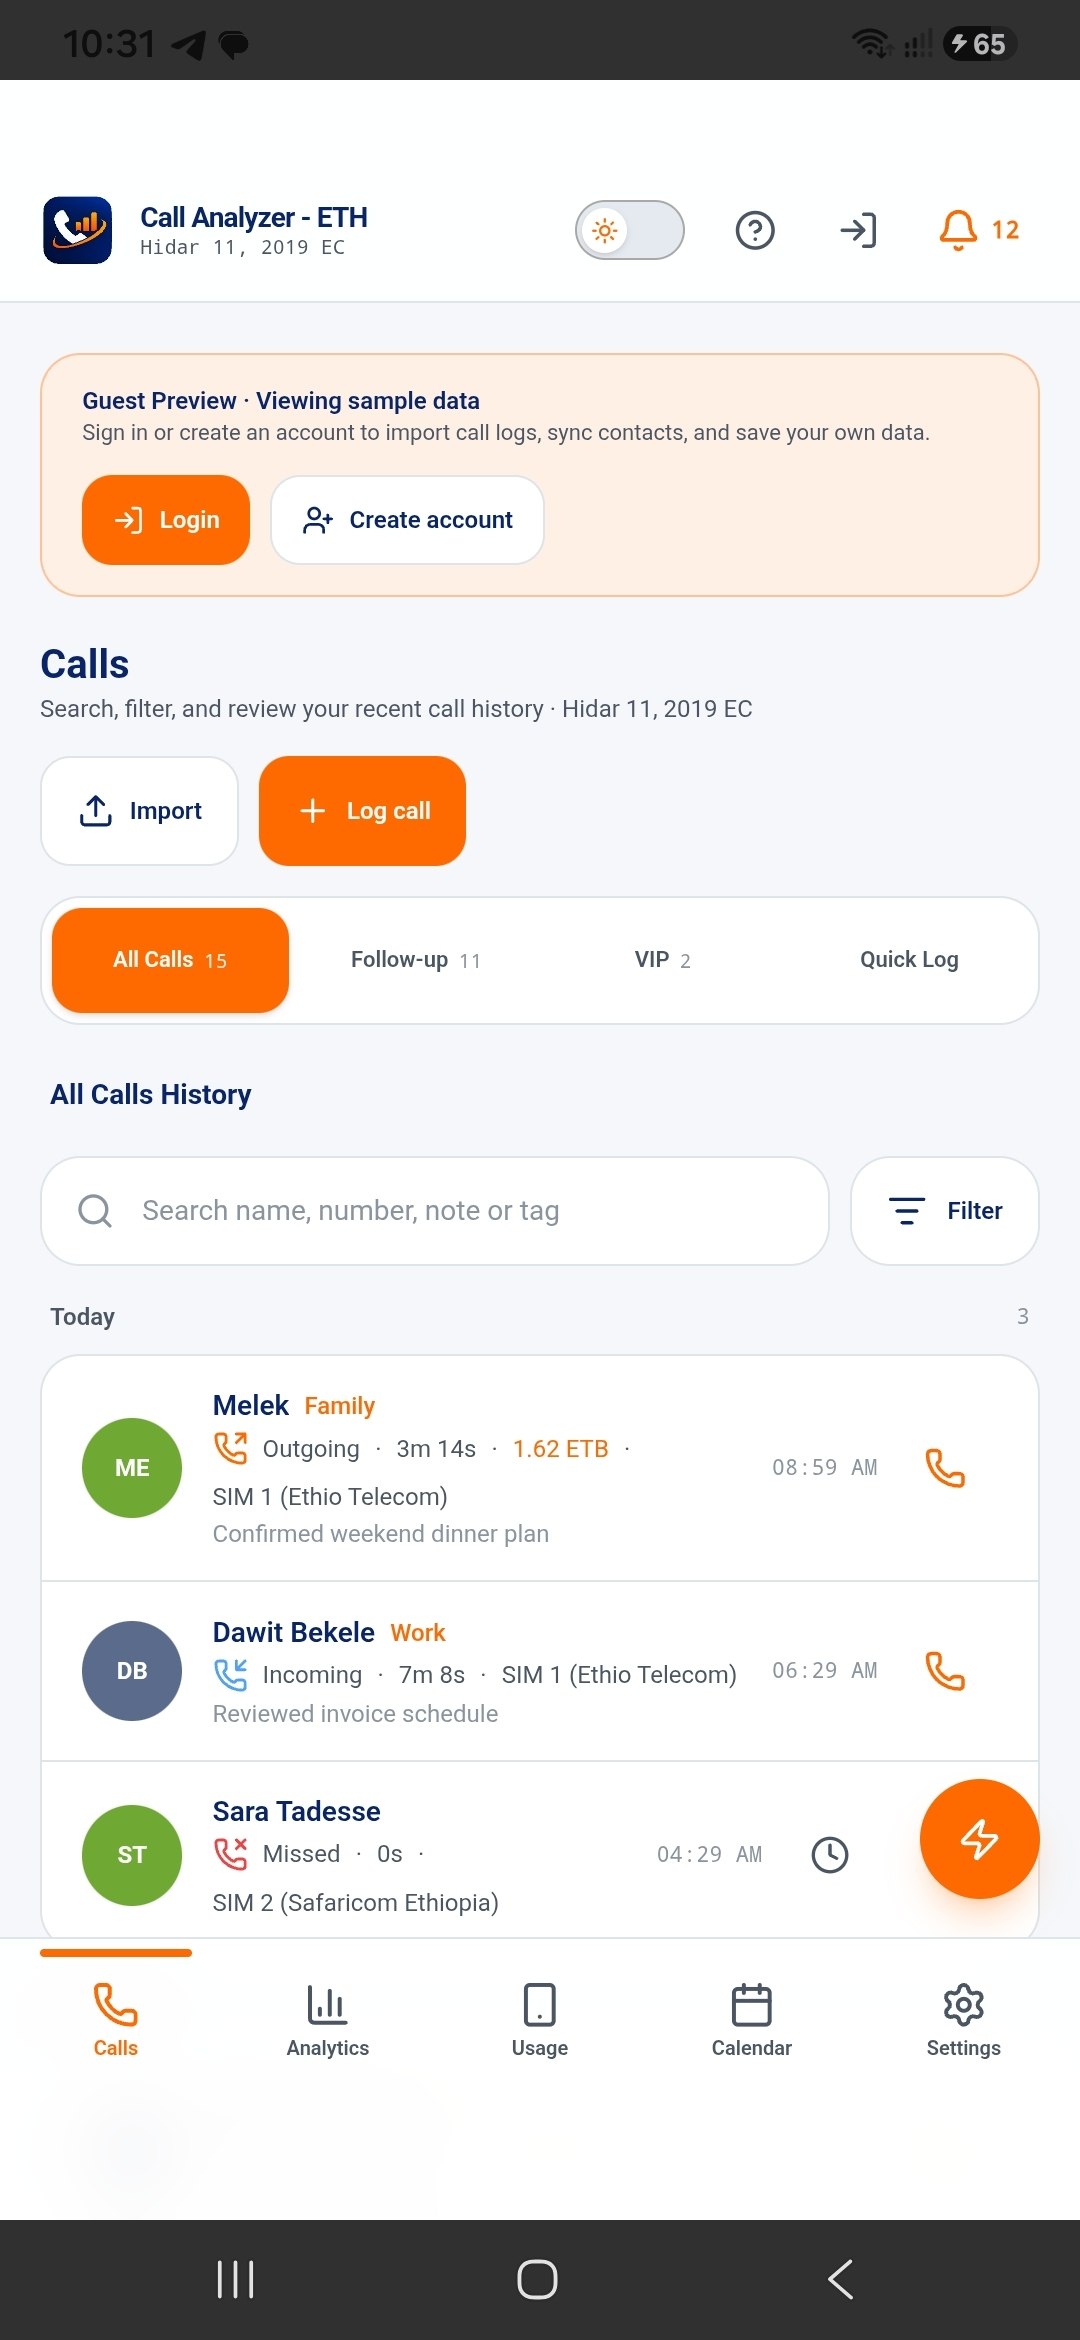 10:31
65
Call Analyzer - ETH
Hidar 11, 2019 EC
12
Guest Preview · Viewing sample data
Sign in or create an account to import call logs, sync contacts, and save your own data.
Login
Create account
Calls
Search, filter, and review your recent call history · Hidar 11, 2019 EC
Import
Log call
All Calls 15
Follow-up 11
VIP 2
Quick Log
All Calls History
Search name, number, note or tag
Filter
Today
3
ME
Melek Family
Outgoing · 3m 14s · 1.62 ETB ·
SIM 1 (Ethio Telecom)
Confirmed weekend dinner plan
08:59 AM
DB
Dawit Bekele Work
Incoming · 7m 8s · SIM 1 (Ethio Telecom)
Reviewed invoice schedule
06:29 AM
ST
Sara Tadesse
Missed · 0s ·
SIM 2 (Safaricom Ethiopia)
04:29 AM
Calls
Analytics
Usage
Calendar
Settings